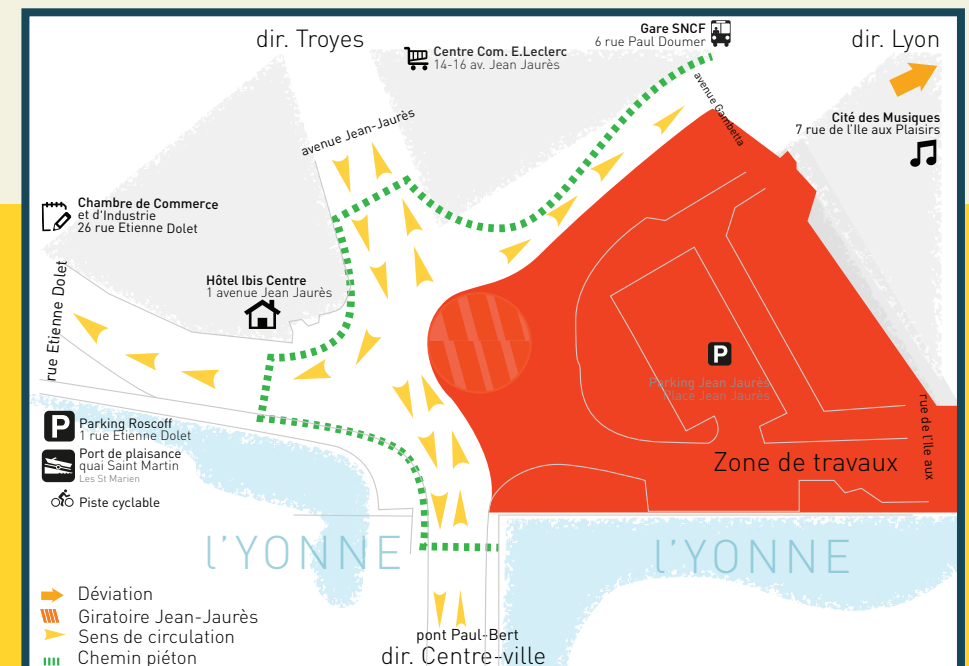 dir. Troyes
Gare SNCF
6 rue Paul Doumer
dir. Lyon
Centre Com. E.Leclerc
14-16 av. Jean Jaurès
avenue Gambetta
avenue Jean-Jaurès
Cité des Musiques
7 rue de l'Ile aux Plaisirs
Chambre de Commerce
et d'Industrie
26 rue Etienne Dolet
Hôtel Ibis Centre
1 avenue Jean Jaurès
rue Etienne Dolet
P
Parking Jean Jaurès
Place Jean Jaurès
rue de l'Ile aux
Zone de travaux
P
Parking Roscoff
1 rue Etienne Dolet
Port de plaisance
quai Saint Martin
Les St Marien
Piste cyclable
l'YONNE
l'YONNE
Déviation
Giratoire Jean-Jaurès
Sens de circulation
Chemin piéton
pont Paul-Bert
dir. Centre-ville